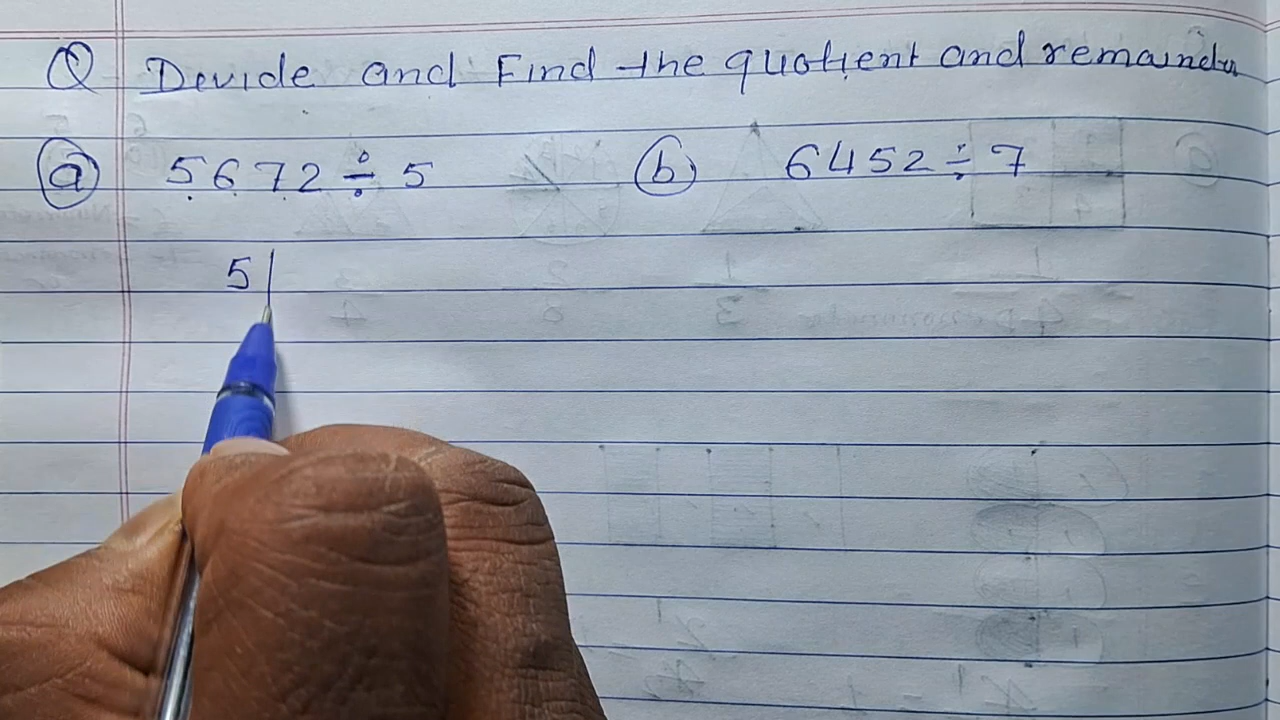 Q Devide and Find the quotient and remainder
(a) 5672 ÷ 5 (b) 6452 ÷ 7
5